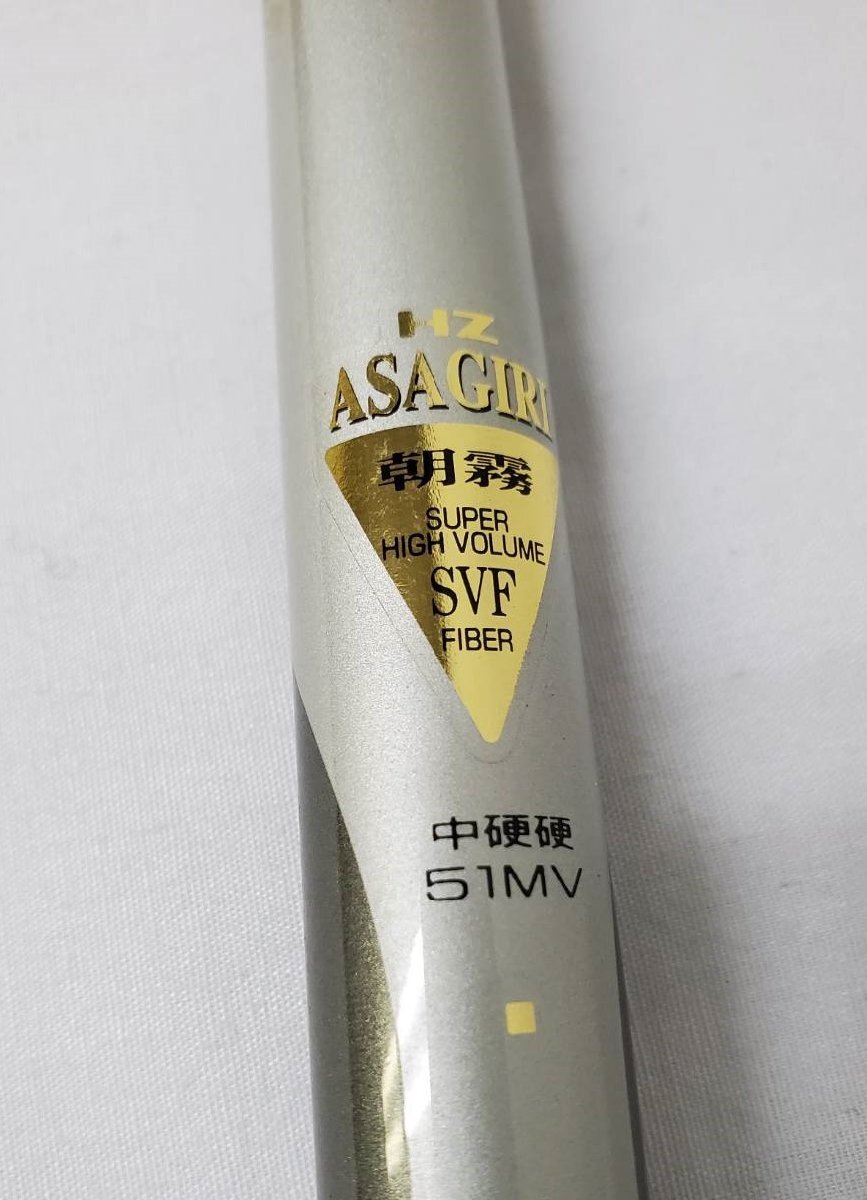 HZ
ASAGIRI
朝霧
SUPER
HIGH VOLUME
SVF
FIBER
中硬硬
51MV